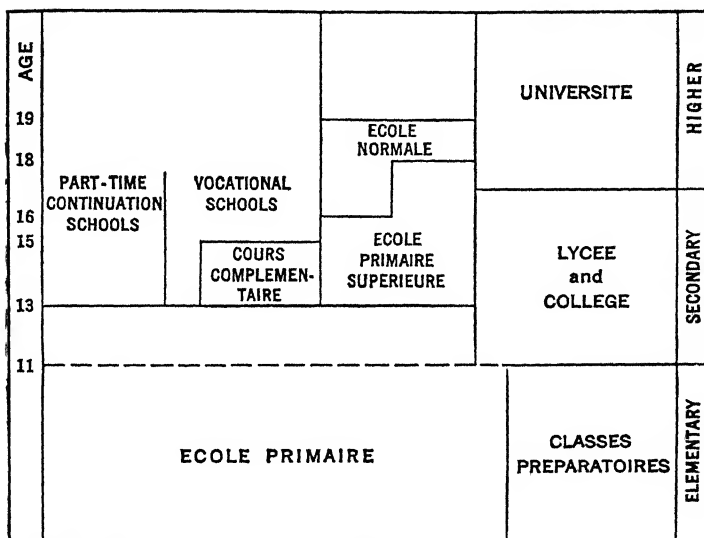 AGE
19
18
16
15
13
11
PART-TIME
CONTINUATION
SCHOOLS
VOCATIONAL
SCHOOLS
COURS
COMPLEMEN-
TAIRE
ECOLE
NORMALE
ECOLE
PRIMAIRE
SUPERIEURE
UNIVERSITE
LYCEE
and
COLLEGE
ECOLE PRIMAIRE
CLASSES
PREPARATOIRES
HIGHER
SECONDARY
ELEMENTARY